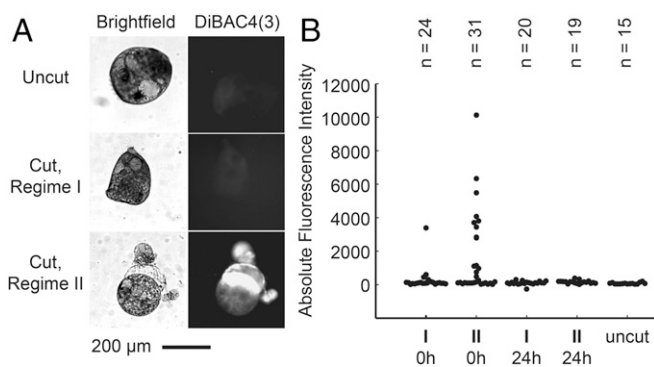 A
Brightfield
DiBAC4(3)
Uncut
Cut,
Regime I
Cut,
Regime II
200 µm
B
n = 24
n = 31
n = 20
n = 19
n = 15
Absolute Fluorescence Intensity
12000
10000
8000
6000
4000
2000
0
I II I II uncut
0h 0h 24h 24h